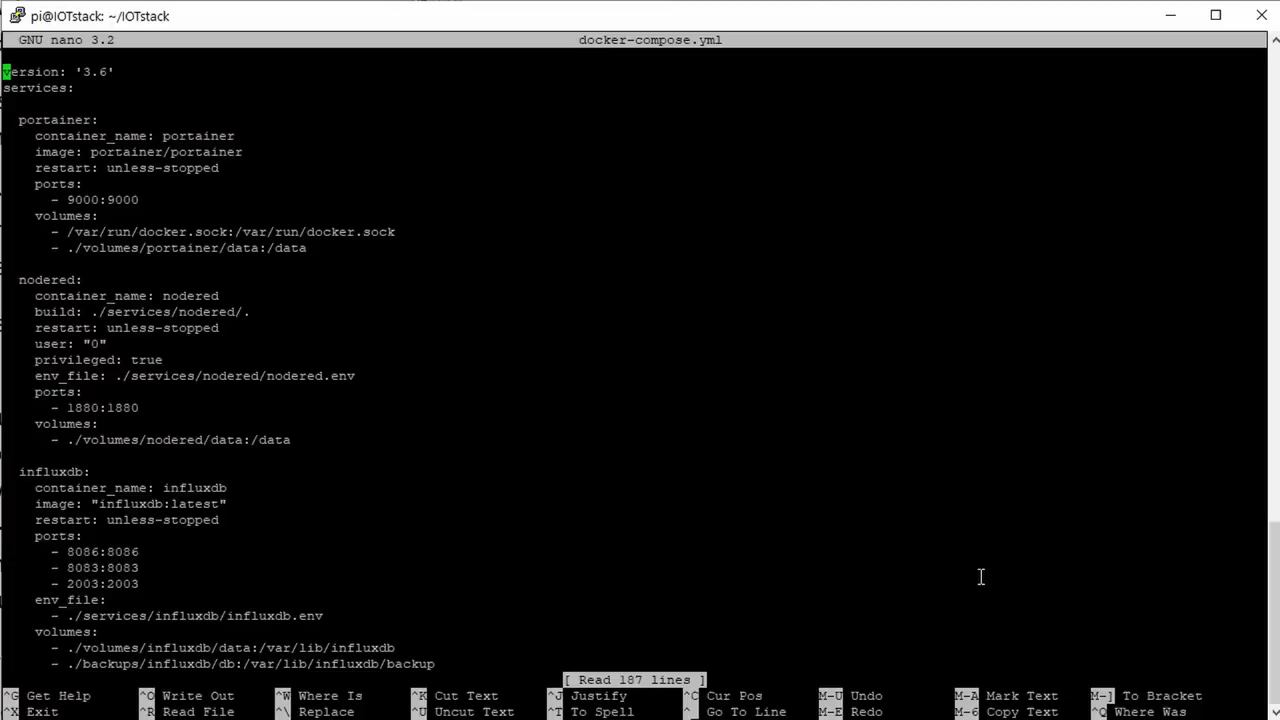 pi@IOTstack: ~/IOTstack
GNU nano 3.2 docker-compose.yml
version: '3.6'
services:
portainer:
container_name: portainer
image: portainer/portainer
restart: unless-stopped
ports:
- 9000:9000
volumes:
- /var/run/docker.sock:/var/run/docker.sock
- ./volumes/portainer/data:/data
nodered:
container_name: nodered
build: ./services/nodered/.
restart: unless-stopped
user: "0"
privileged: true
env_file: ./services/nodered/nodered.env
ports:
- 1880:1880
volumes:
- ./volumes/nodered/data:/data
influxdb:
container_name: influxdb
image: "influxdb:latest"
restart: unless-stopped
ports:
- 8086:8086
- 8083:8083
- 2003:2003
env_file:
- ./services/influxdb/influxdb.env
volumes:
- ./volumes/influxdb/data:/var/lib/influxdb
- ./backups/influxdb/db:/var/lib/influxdb/backup
[ Read 187 lines ]
^G Get Help ^O Write Out ^W Where Is ^K Cut Text ^J Justify ^C Cur Pos M-U Undo M-A Mark Text M-] To Bracket
^X Exit ^R Read File ^\ Replace ^U Uncut Text ^T To Spell ^_ Go To Line M-E Redo M-6 Copy Text ^Q Where Was